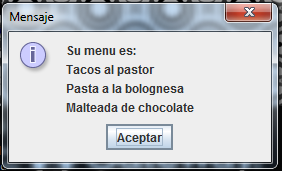 Mensaje
Su menu es:
Tacos al pastor
Pasta a la bolognesa
Malteada de chocolate
Aceptar